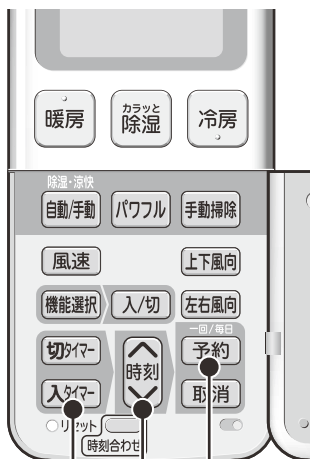 暖房
カラッと
除湿
冷房
除湿・涼快
自動/手動
パワフル
手動掃除
風速
上下風向
機能選択
入/切
左右風向
一回/毎日
切タイマー
時刻
予約
入タイマー
取消
リセット
時刻合わせ